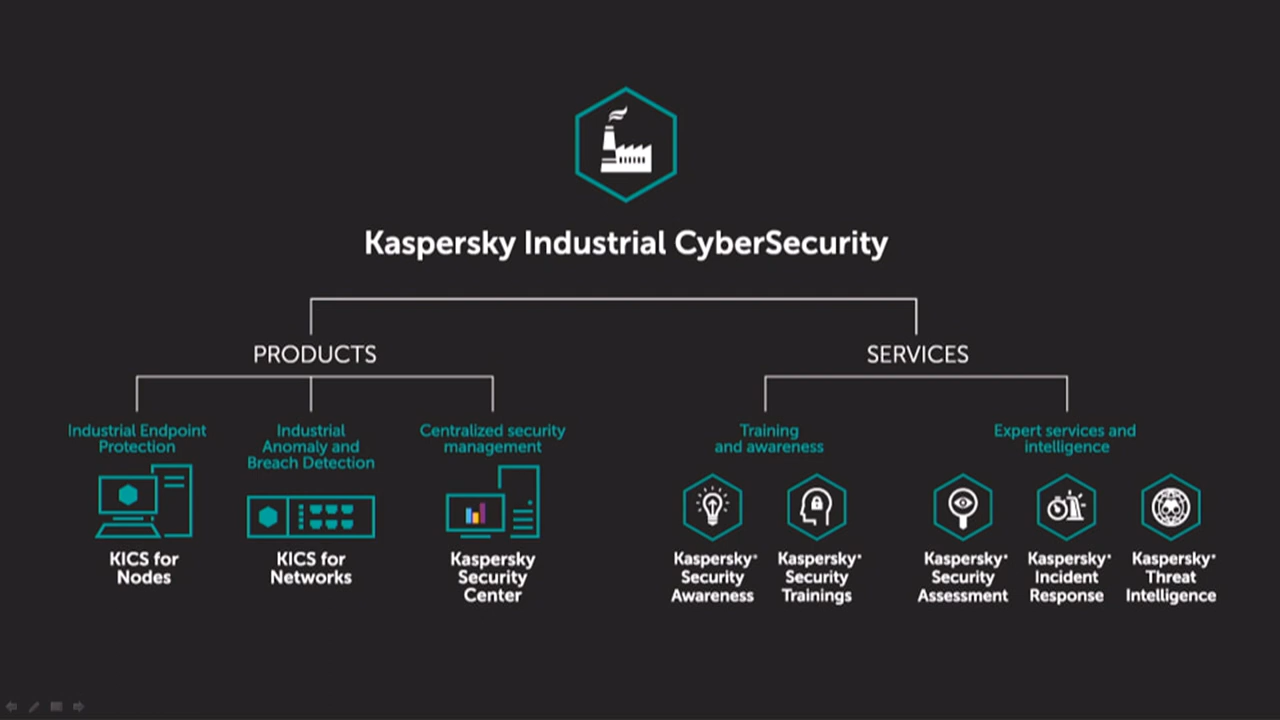 Kaspersky Industrial CyberSecurity
PRODUCTS
SERVICES
Industrial Endpoint
Protection
Industrial
Anomaly and
Breach Detection
Centralized security
management
Training
and awareness
Expert services and
intelligence
KICS for
Nodes
KICS for
Networks
Kaspersky
Security
Center
Kaspersky*
Security
Awareness
Kaspersky*
Security
Trainings
Kaspersky*
Security
Assessment
Kaspersky*
Incident
Response
Kaspersky*
Threat
Intelligence